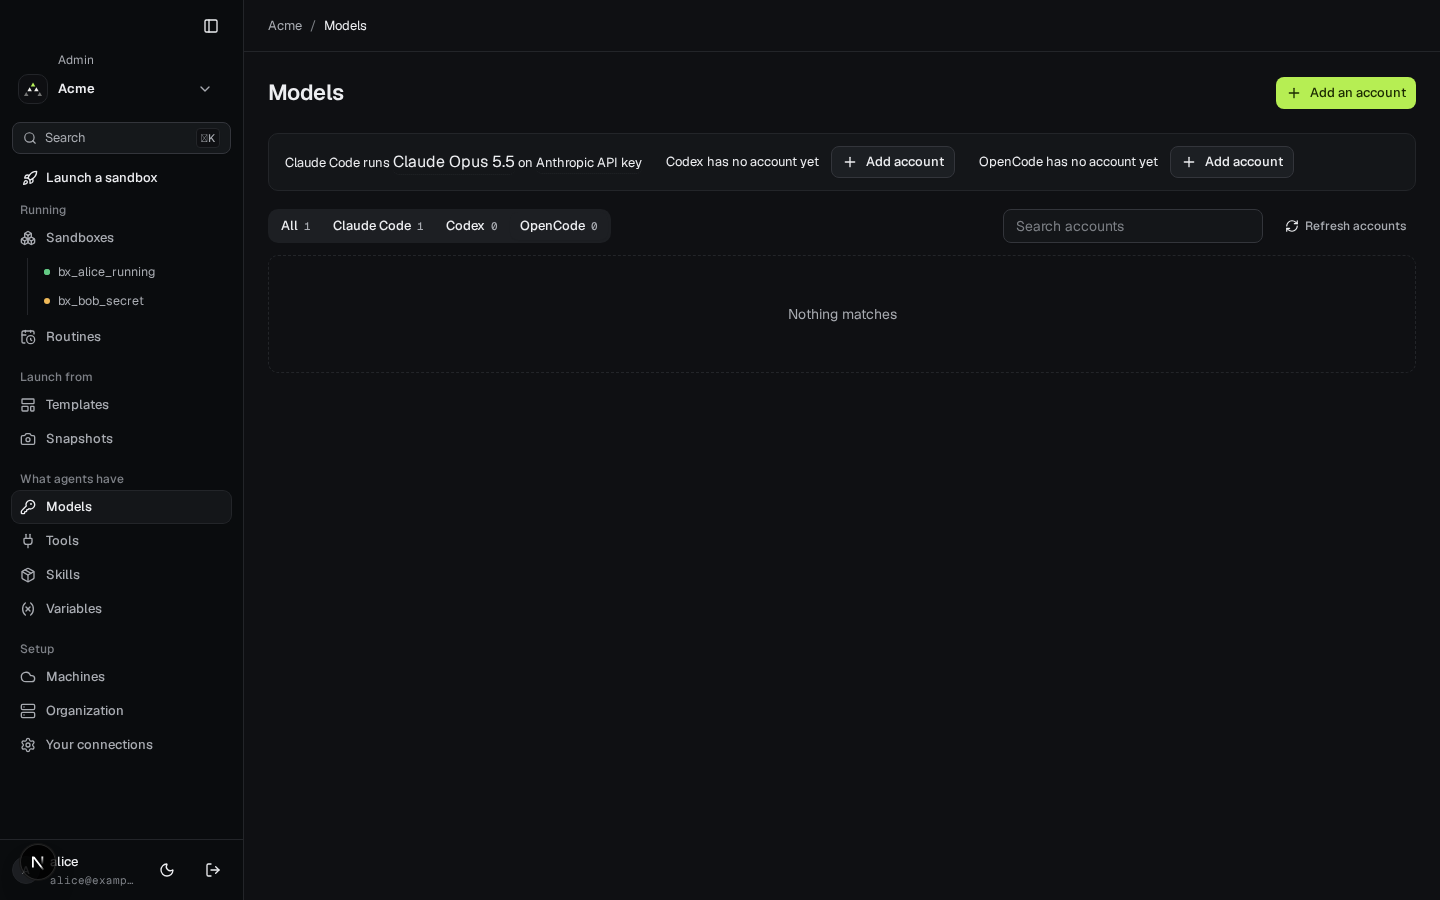 Acme / Models
Admin
Acme
Search K
Launch a sandbox
Running
Sandboxes
bx_alice_running
bx_bob_secret
Routines
Launch from
Templates
Snapshots
What agents have
Models
Tools
Skills
Variables
Setup
Machines
Organization
Your connections
alice
alice@examp…
Models
Add an account
Claude Code runs Claude Opus 5.5 on Anthropic API key Codex has no account yet Add account OpenCode has no account yet Add account
All 1 Claude Code 1 Codex 0 OpenCode 0 Search accounts Refresh accounts
Nothing matches